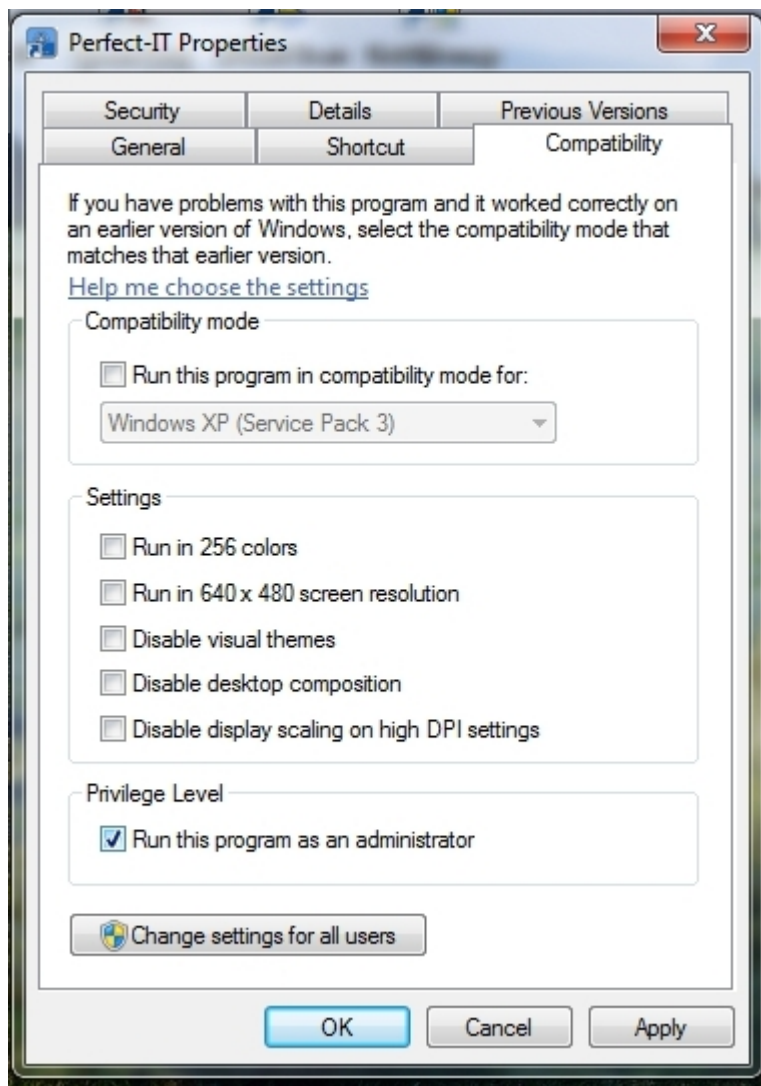 Perfect-IT Properties
Security Details Previous Versions
General Shortcut Compatibility
If you have problems with this program and it worked correctly on
an earlier version of Windows, select the compatibility mode that
matches that earlier version.
Help me choose the settings
Compatibility mode
Run this program in compatibility mode for:
Windows XP (Service Pack 3)
Settings
Run in 256 colors
Run in 640 x 480 screen resolution
Disable visual themes
Disable desktop composition
Disable display scaling on high DPI settings
Privilege Level
Run this program as an administrator
Change settings for all users
OK Cancel Apply